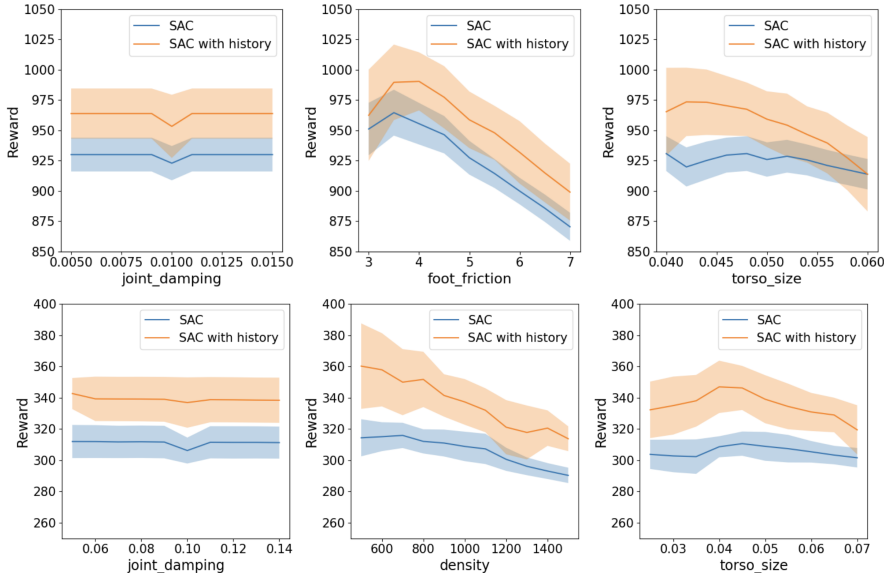 1050
1025
1000
975
950
925
900
875
850
Reward
SAC
SAC with history
0.0050 0.0075 0.0100 0.0125 0.0150
joint_damping
1050
1025
1000
975
950
925
900
875
850
Reward
SAC
SAC with history
3 4 5 6 7
foot_friction
1050
1025
1000
975
950
925
900
875
850
Reward
SAC
SAC with history
0.040 0.045 0.050 0.055 0.060
torso_size
400
380
360
340
320
300
280
260
Reward
SAC
SAC with history
0.06 0.08 0.10 0.12 0.14
joint_damping
400
380
360
340
320
300
280
260
Reward
SAC
SAC with history
600 800 1000 1200 1400
density
400
380
360
340
320
300
280
260
Reward
SAC
SAC with history
0.03 0.04 0.05 0.06 0.07
torso_size